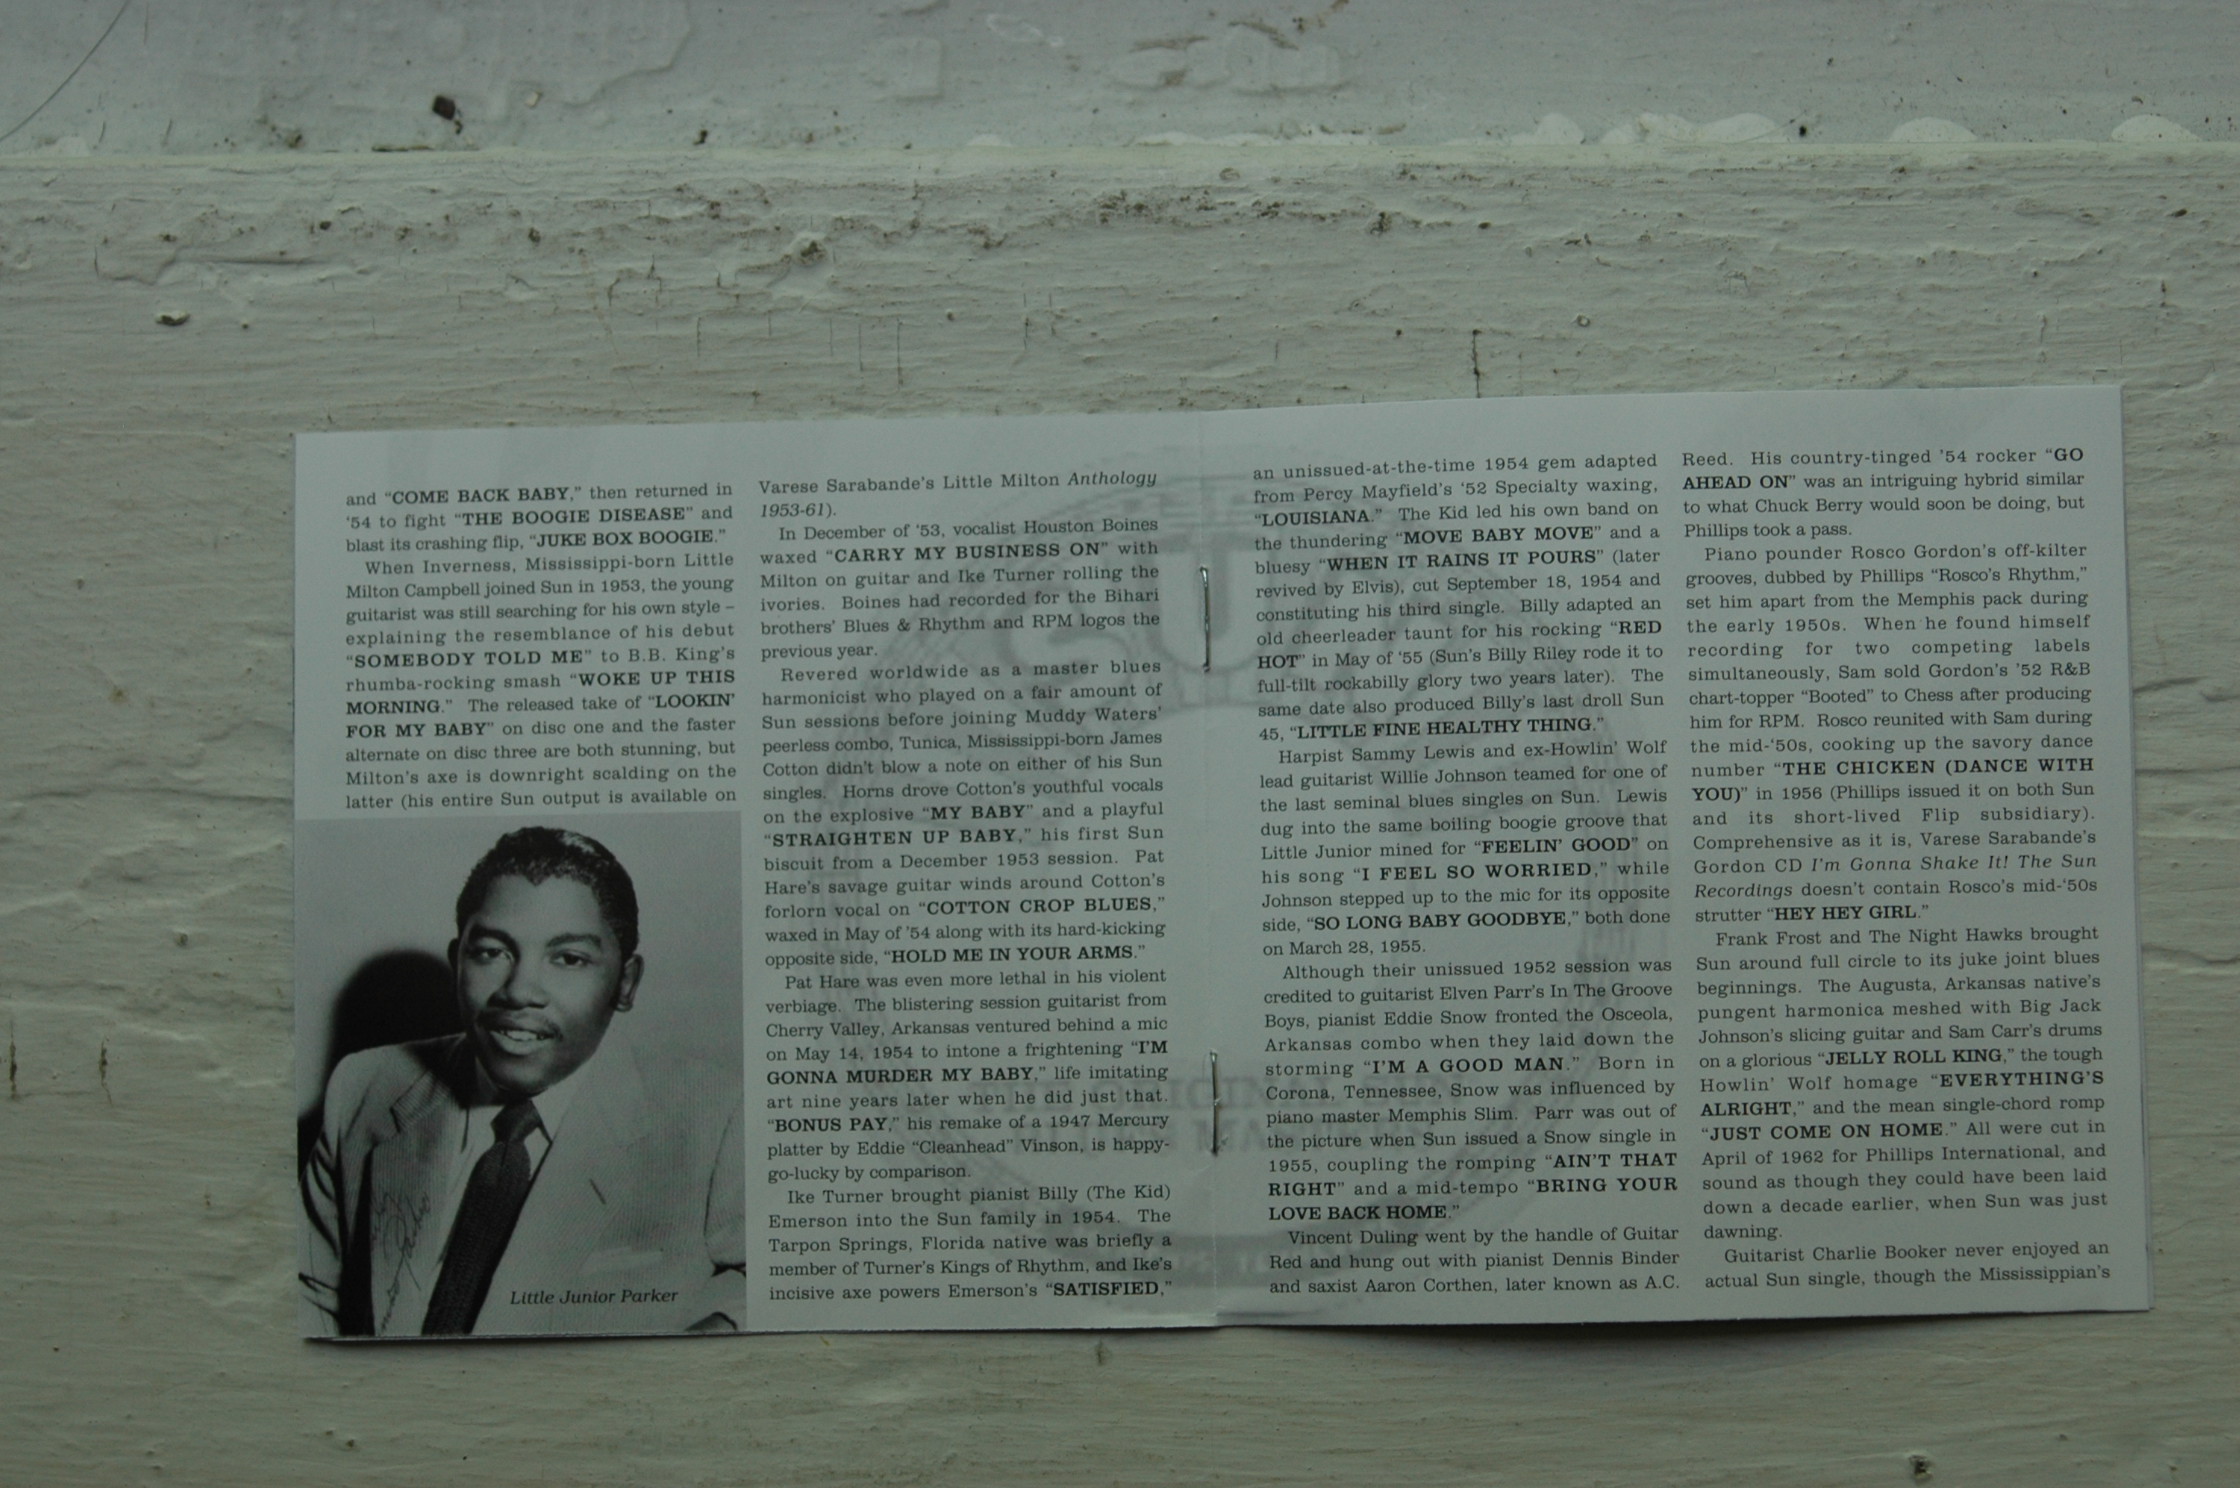 and “COME BACK BABY,” then returned in
‘54 to fight “THE BOOGIE DISEASE” and
blast its crashing flip, “JUKE BOX BOOGIE.”
When Inverness, Mississippi-born Little
Milton Campbell joined Sun in 1953, the young
guitarist was still searching for his own style –
explaining the resemblance of his debut
“SOMEBODY TOLD ME” to B.B. King’s
rhumba-rocking smash “WOKE UP THIS
MORNING.” The released take of “LOOKIN’
FOR MY BABY” on disc one and the faster
alternate on disc three are both stunning, but
Milton’s axe is downright scalding on the
latter (his entire Sun output is available on
Little Junior Parker
Varese Sarabande’s Little Milton Anthology
1953-61).
In December of ‘53, vocalist Houston Boines
waxed “CARRY MY BUSINESS ON” with
Milton on guitar and Ike Turner rolling the
ivories. Boines had recorded for the Bihari
brothers’ Blues & Rhythm and RPM logos the
previous year.
Revered worldwide as a master blues
harmonicist who played on a fair amount of
Sun sessions before joining Muddy Waters’
peerless combo, Tunica, Mississippi-born James
Cotton didn’t blow a note on either of his Sun
singles. Horns drove Cotton’s youthful vocals
on the explosive “MY BABY” and a playful
“STRAIGHTEN UP BABY,” his first Sun
biscuit from a December 1953 session. Pat
Hare’s savage guitar winds around Cotton’s
forlorn vocal on “COTTON CROP BLUES,”
waxed in May of ’54 along with its hard-kicking
opposite side, “HOLD ME IN YOUR ARMS.”
Pat Hare was even more lethal in his violent
verbiage. The blistering session guitarist from
Cherry Valley, Arkansas ventured behind a mic
on May 14, 1954 to intone a frightening “I’M
GONNA MURDER MY BABY,” life imitating
art nine years later when he did just that.
“BONUS PAY,” his remake of a 1947 Mercury
platter by Eddie “Cleanhead” Vinson, is happy-
go-lucky by comparison.
Ike Turner brought pianist Billy (The Kid)
Emerson into the Sun family in 1954. The
Tarpon Springs, Florida native was briefly a
member of Turner’s Kings of Rhythm, and Ike’s
incisive axe powers Emerson’s “SATISFIED,”
an unissued-at-the-time 1954 gem adapted
from Percy Mayfield’s ‘52 Specialty waxing,
“LOUISIANA.” The Kid led his own band on
the thundering “MOVE BABY MOVE” and a
bluesy “WHEN IT RAINS IT POURS” (later
revived by Elvis), cut September 18, 1954 and
constituting his third single. Billy adapted an
old cheerleader taunt for his rocking “RED
HOT” in May of ‘55 (Sun’s Billy Riley rode it to
full-tilt rockabilly glory two years later). The
same date also produced Billy’s last droll Sun
45, “LITTLE FINE HEALTHY THING.”
Harpist Sammy Lewis and ex-Howlin’ Wolf
lead guitarist Willie Johnson teamed for one of
the last seminal blues singles on Sun. Lewis
dug into the same boiling boogie groove that
Little Junior mined for “FEELIN’ GOOD” on
his song “I FEEL SO WORRIED,” while
Johnson stepped up to the mic for its opposite
side, “SO LONG BABY GOODBYE,” both done
on March 28, 1955.
Although their unissued 1952 session was
credited to guitarist Elven Parr’s In The Groove
Boys, pianist Eddie Snow fronted the Osceola,
Arkansas combo when they laid down the
storming “I’M A GOOD MAN.” Born in
Corona, Tennessee, Snow was influenced by
piano master Memphis Slim. Parr was out of
the picture when Sun issued a Snow single in
1955, coupling the romping “AIN’T THAT
RIGHT” and a mid-tempo “BRING YOUR
LOVE BACK HOME.”
Vincent Duling went by the handle of Guitar
Red and hung out with pianist Dennis Binder
and saxist Aaron Corthen, later known as A.C.
Reed. His country-tinged ’54 rocker “GO
AHEAD ON” was an intriguing hybrid similar
to what Chuck Berry would soon be doing, but
Phillips took a pass.
Piano pounder Rosco Gordon’s off-kilter
grooves, dubbed by Phillips “Rosco’s Rhythm,”
set him apart from the Memphis pack during
the early 1950s. When he found himself
recording for two competing labels
simultaneously, Sam sold Gordon’s ’52 R&B
chart-topper “Booted” to Chess after producing
him for RPM. Rosco reunited with Sam during
the mid-‘50s, cooking up the savory dance
number “THE CHICKEN (DANCE WITH
YOU)” in 1956 (Phillips issued it on both Sun
and its short-lived Flip subsidiary).
Comprehensive as it is, Varese Sarabande’s
Gordon CD I’m Gonna Shake It! The Sun
Recordings doesn’t contain Rosco’s mid-‘50s
strutter “HEY HEY GIRL.”
Frank Frost and The Night Hawks brought
Sun around full circle to its juke joint blues
beginnings. The Augusta, Arkansas native’s
pungent harmonica meshed with Big Jack
Johnson’s slicing guitar and Sam Carr’s drums
on a glorious “JELLY ROLL KING,” the tough
Howlin’ Wolf homage “EVERYTHING’S
ALRIGHT,” and the mean single-chord romp
“JUST COME ON HOME.” All were cut in
April of 1962 for Phillips International, and
sound as though they could have been laid
down a decade earlier, when Sun was just
dawning.
Guitarist Charlie Booker never enjoyed an
actual Sun single, though the Mississippian’s